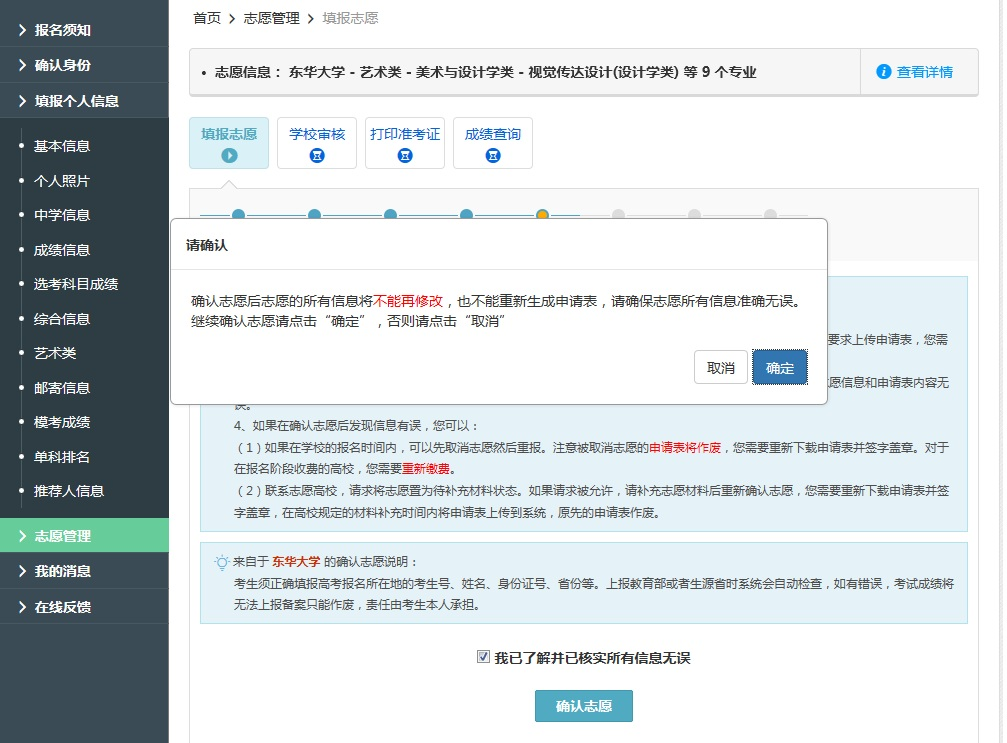 报名须知
确认身份
填报个人信息
基本信息
个人照片
中学信息
成绩信息
选考科目成绩
综合信息
艺术类
邮寄信息
模考成绩
单科排名
推荐人信息
志愿管理
我的消息
在线反馈
首页 > 志愿管理 > 填报志愿
• 志愿信息： 东华大学 - 艺术类 - 美术与设计学类 - 视觉传达设计(设计学类) 等 9 个专业
查看详情
填报志愿 学校审核 打印准考证 成绩查询
请确认
确认志愿后志愿的所有信息将不能再修改，也不能重新生成申请表，请确保志愿所有信息准确无误。
继续确认志愿请点击“确定”，否则请点击“取消”
取消 确定
要求上传申请表，您需
愿信息和申请表内容无
误。
4、如果在确认志愿后发现信息有误，您可以：
（1）如果在学校的报名时间内，可以先取消志愿然后重报。注意被取消志愿的申请表将作废，您需要重新下载申请表并签字盖章。对于
在报名阶段收费的高校，您需要重新缴费。
（2）联系志愿高校，请求将志愿置为待补充材料状态。如果请求被允许，请补充志愿材料后重新确认志愿，您需要重新下载申请表并签
字盖章，在高校规定的材料补充时间内将申请表上传到系统，原先的申请表作废。
来自于 东华大学 的确认志愿说明：
考生须正确填报高考报名所在地的考生号、姓名、身份证号、省份等。上报教育部或者生源省时系统会自动检查，如有错误，考试成绩将
无法上报备案只能作废，责任由考生本人承担。
我已了解并已核实所有信息无误
确认志愿